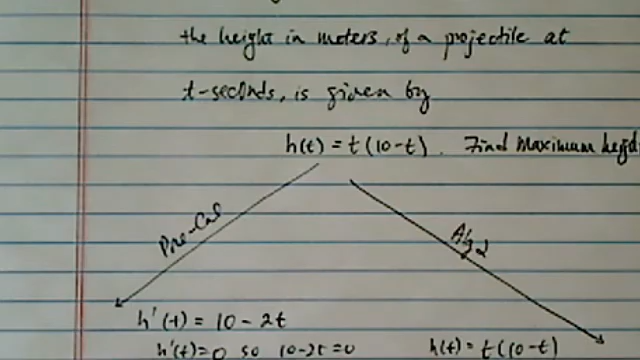 the height in meters, of a projectile at
t-seconds, is given by
h(t) = t(10-t). Find Maximum
Pre-Cal
Alg 2
h'(t) = 10 - 2t
h'(t)=0 so 10-2t=0
h(t) = t(10-t)